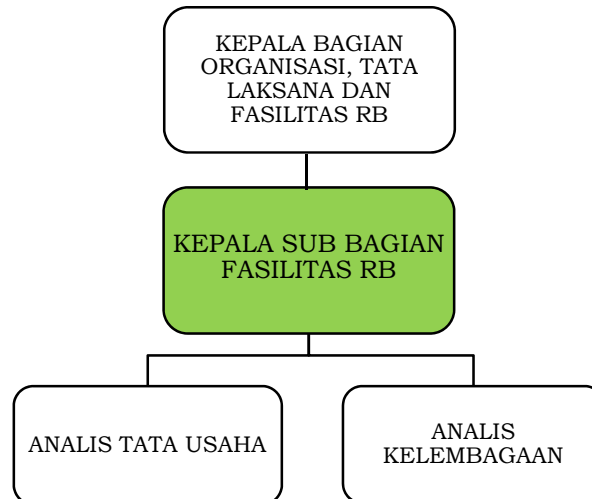 KEPALA BAGIAN
ORGANISASI, TATA
LAKSANA DAN
FASILITAS RB
KEPALA SUB BAGIAN
FASILITAS RB
ANALIS TATA USAHA
ANALIS
KELEMBAGAAN